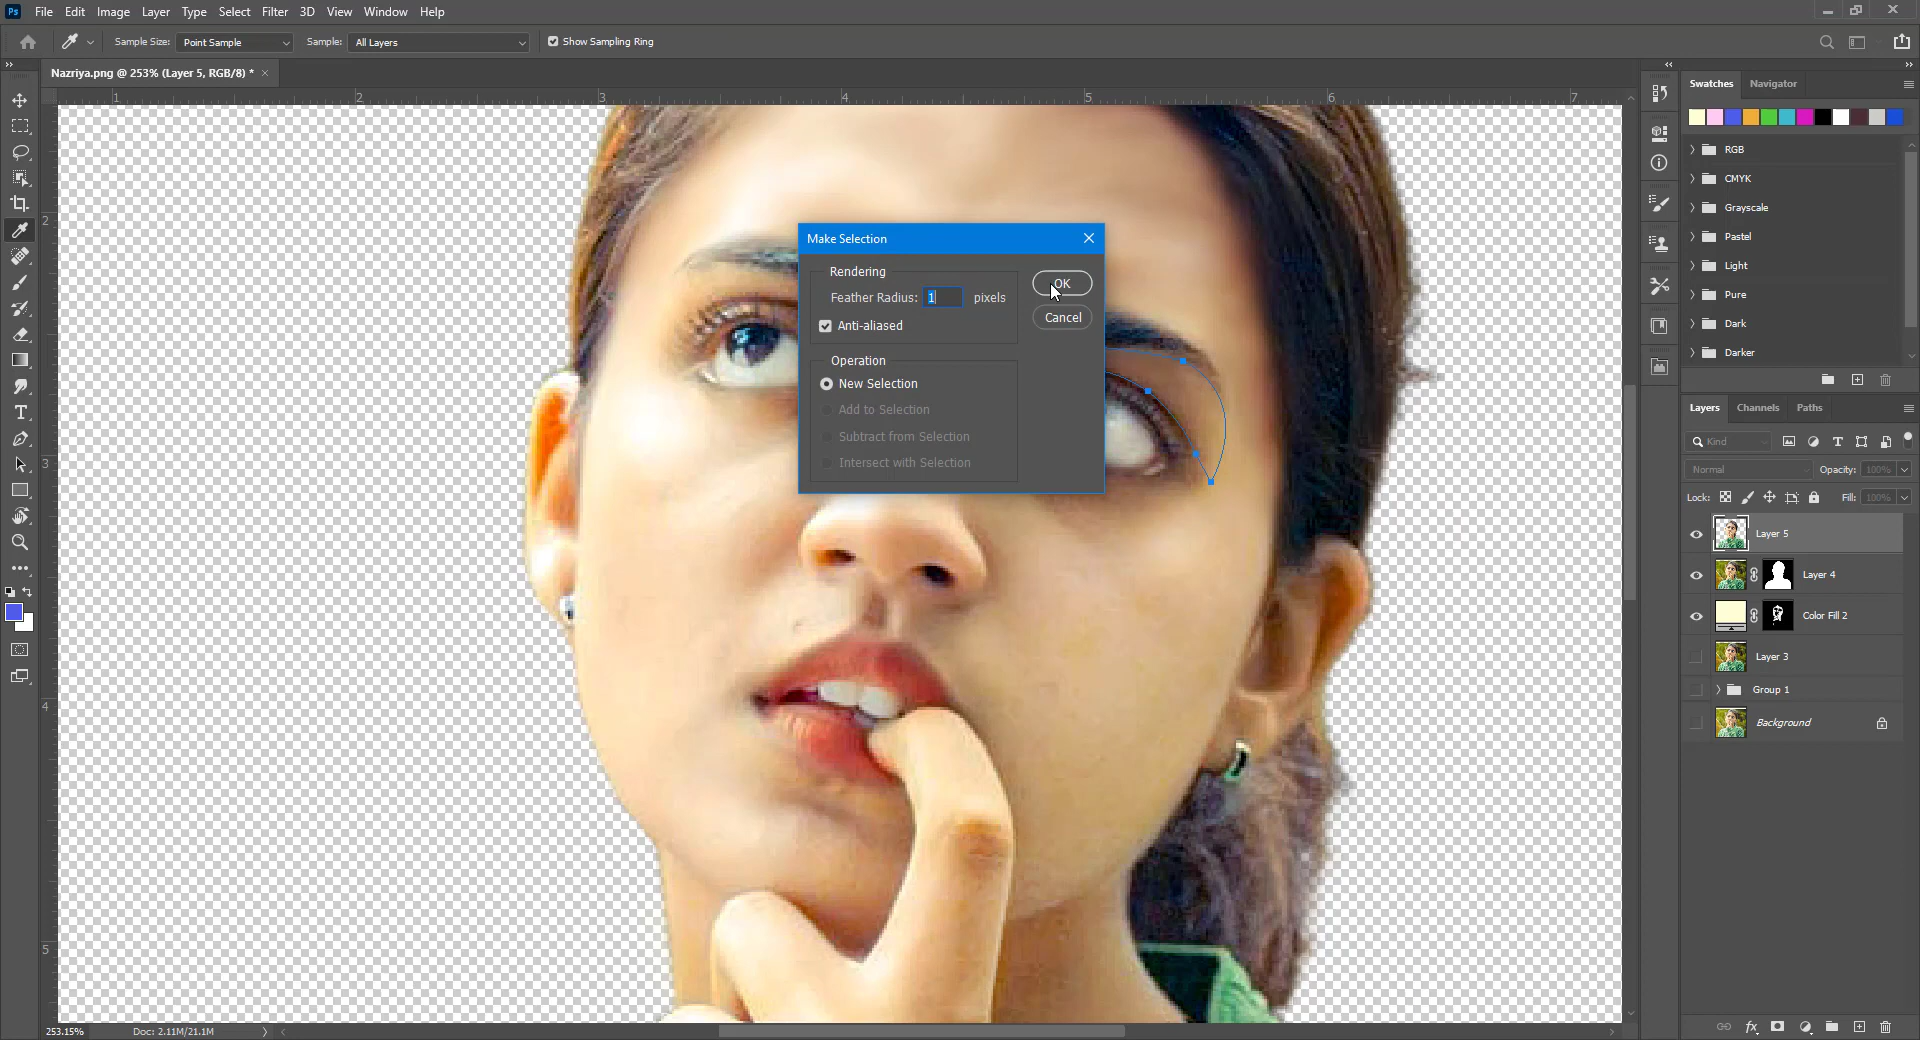 Ps File Edit Image Layer Type Select Filter 3D View Window Help
Sample Size: Point Sample Sample: All Layers Show Sampling Ring
Nazriya.png @ 253% (Layer 5, RGB/8) * ×
1 2 3 4 5 6 7
2
3
4
5
Make Selection
Rendering
Feather Radius: 1 pixels
Anti-aliased
OK
Cancel
Operation
New Selection
Add to Selection
Subtract from Selection
Intersect with Selection
Swatches Navigator
RGB
CMYK
Grayscale
Pastel
Light
Pure
Dark
Darker
Layers Channels Paths
Kind
Normal Opacity: 100%
Lock: Fill: 100%
Layer 5
Layer 4
Color Fill 2
Layer 3
Group 1
Background
fx
253.15% Doc: 2.11M/21.1M